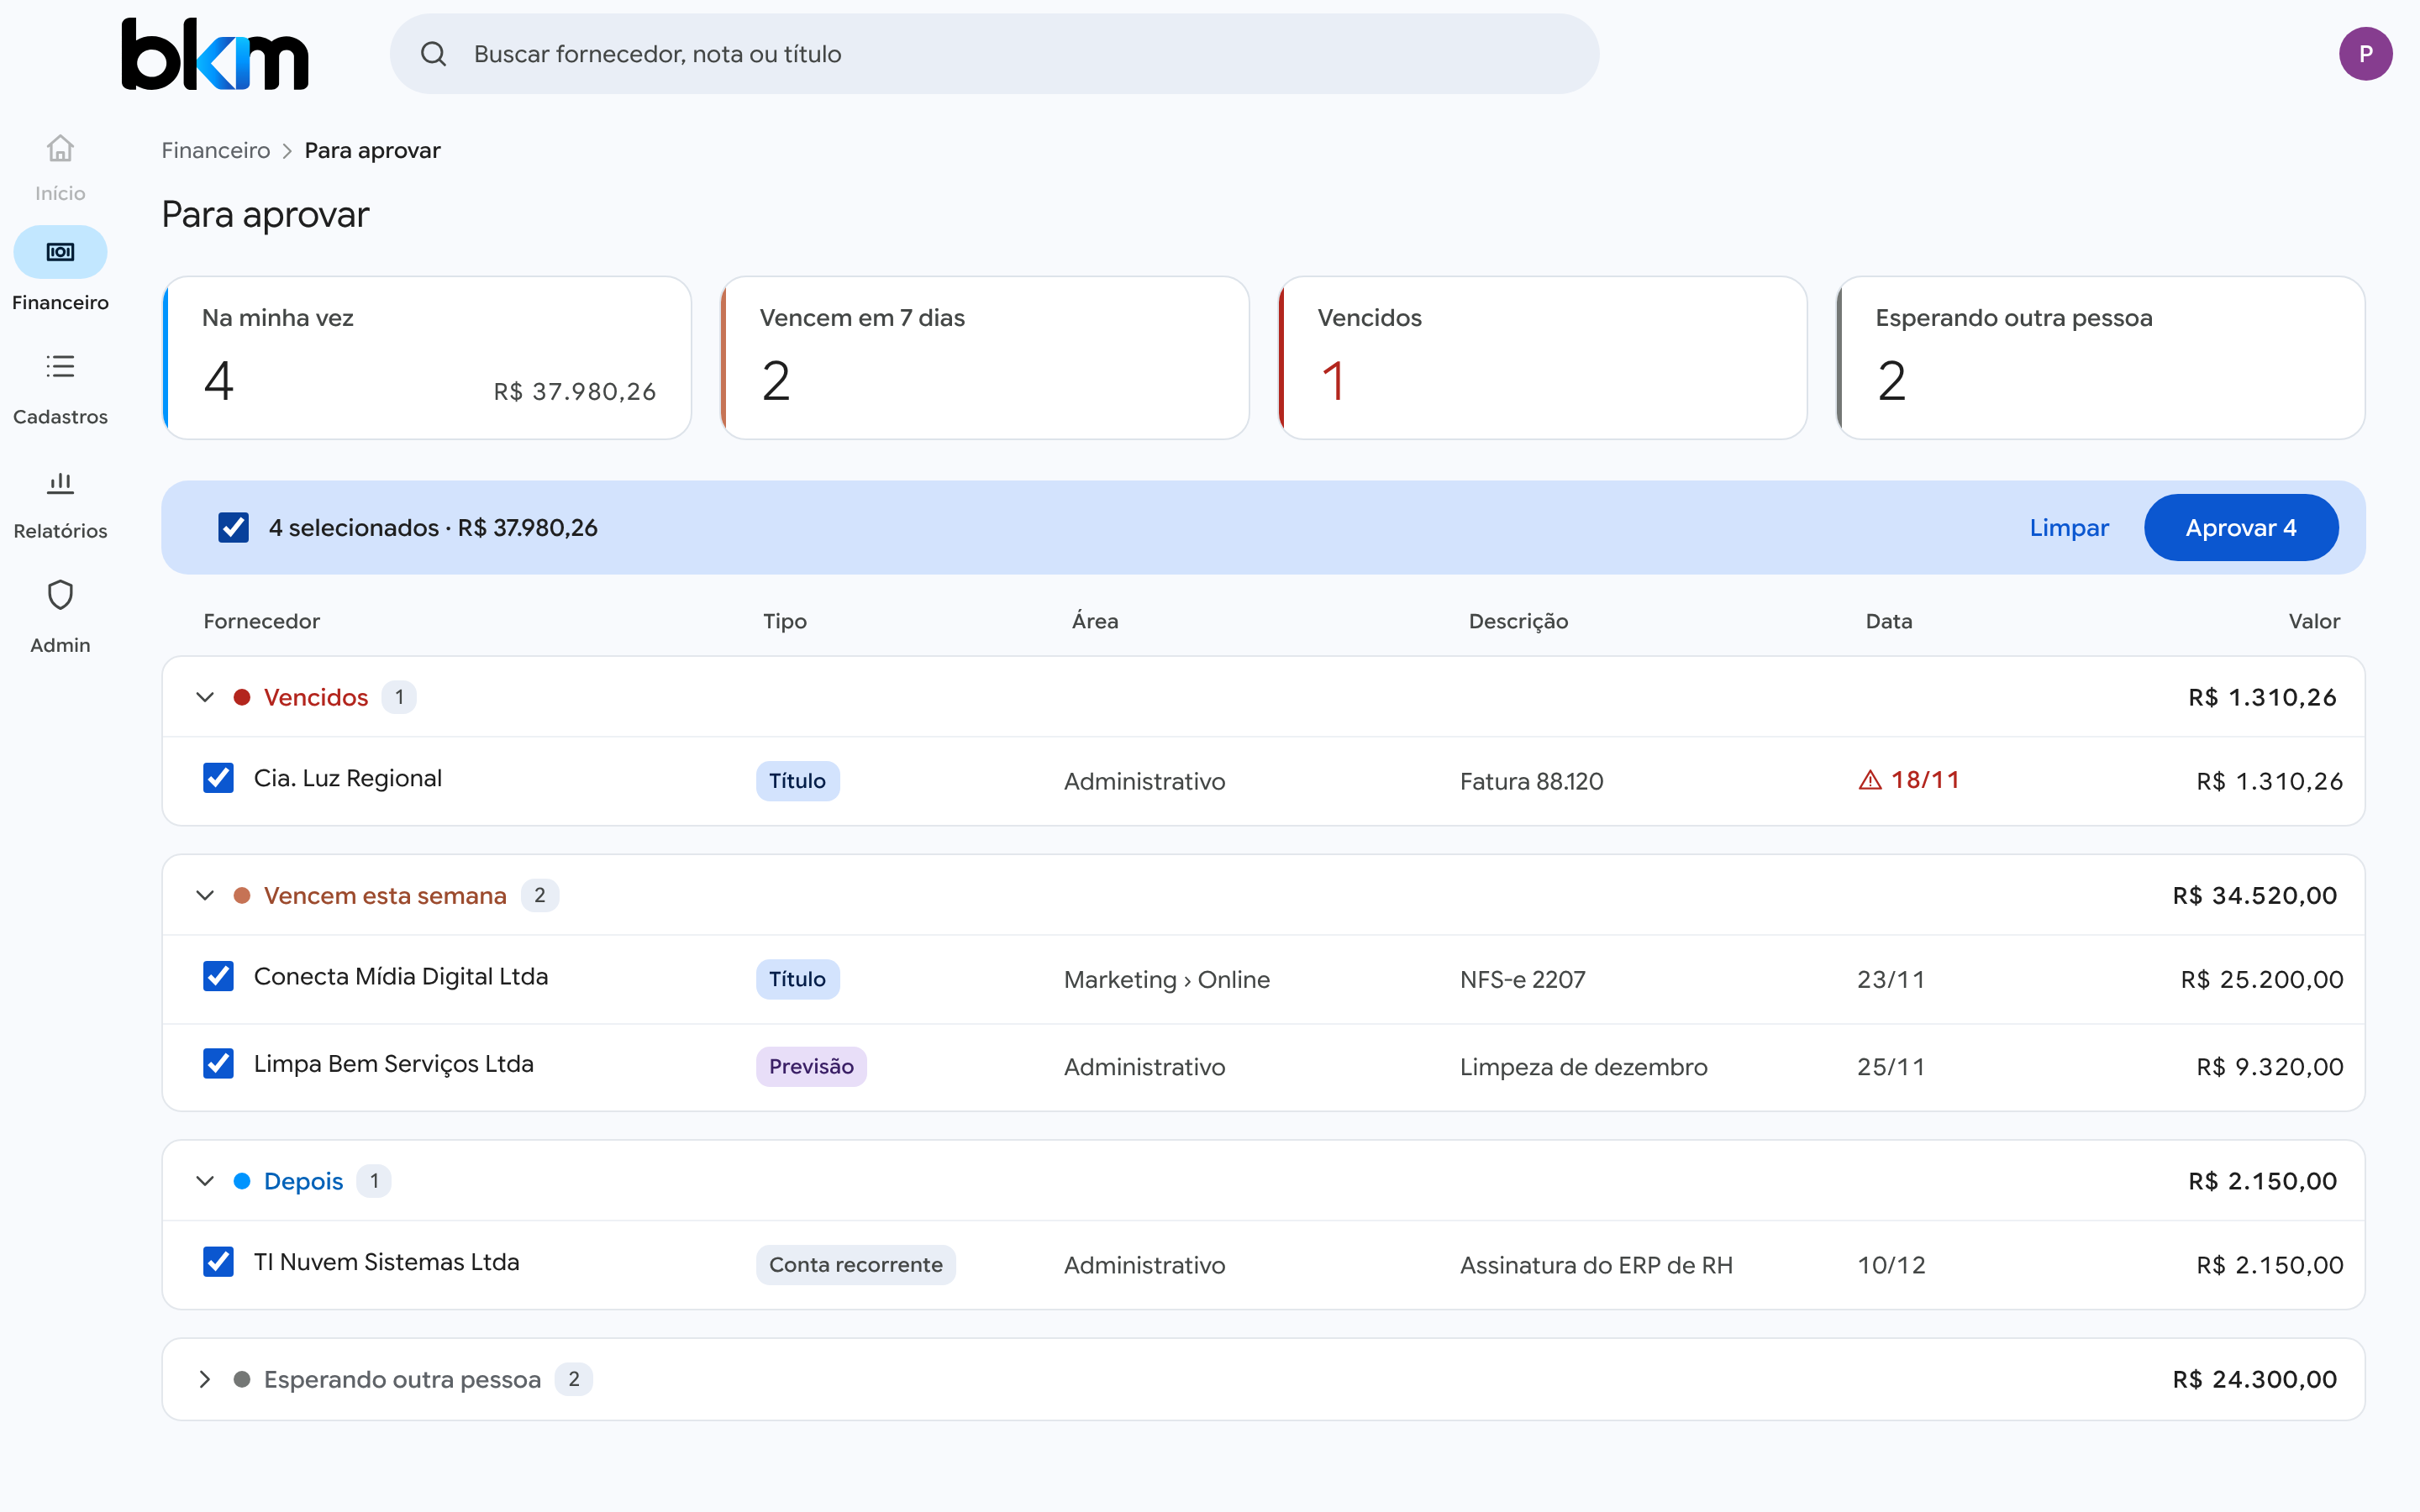 bkm
Buscar fornecedor, nota ou título
P
Início
Financeiro
Cadastros
Relatórios
Admin
Financeiro > Para aprovar
Para aprovar
Na minha vez
4 R$ 37.980,26
Vencem em 7 dias
2
Vencidos
1
Esperando outra pessoa
2
4 selecionados · R$ 37.980,26 Limpar Aprovar 4
Fornecedor Tipo Área Descrição Data Valor
Vencidos 1 R$ 1.310,26
Cia. Luz Regional Título Administrativo Fatura 88.120 18/11 R$ 1.310,26
Vencem esta semana 2 R$ 34.520,00
Conecta Mídia Digital Ltda Título Marketing › Online NFS-e 2207 23/11 R$ 25.200,00
Limpa Bem Serviços Ltda Previsão Administrativo Limpeza de dezembro 25/11 R$ 9.320,00
Depois 1 R$ 2.150,00
TI Nuvem Sistemas Ltda Conta recorrente Administrativo Assinatura do ERP de RH 10/12 R$ 2.150,00
Esperando outra pessoa 2 R$ 24.300,00